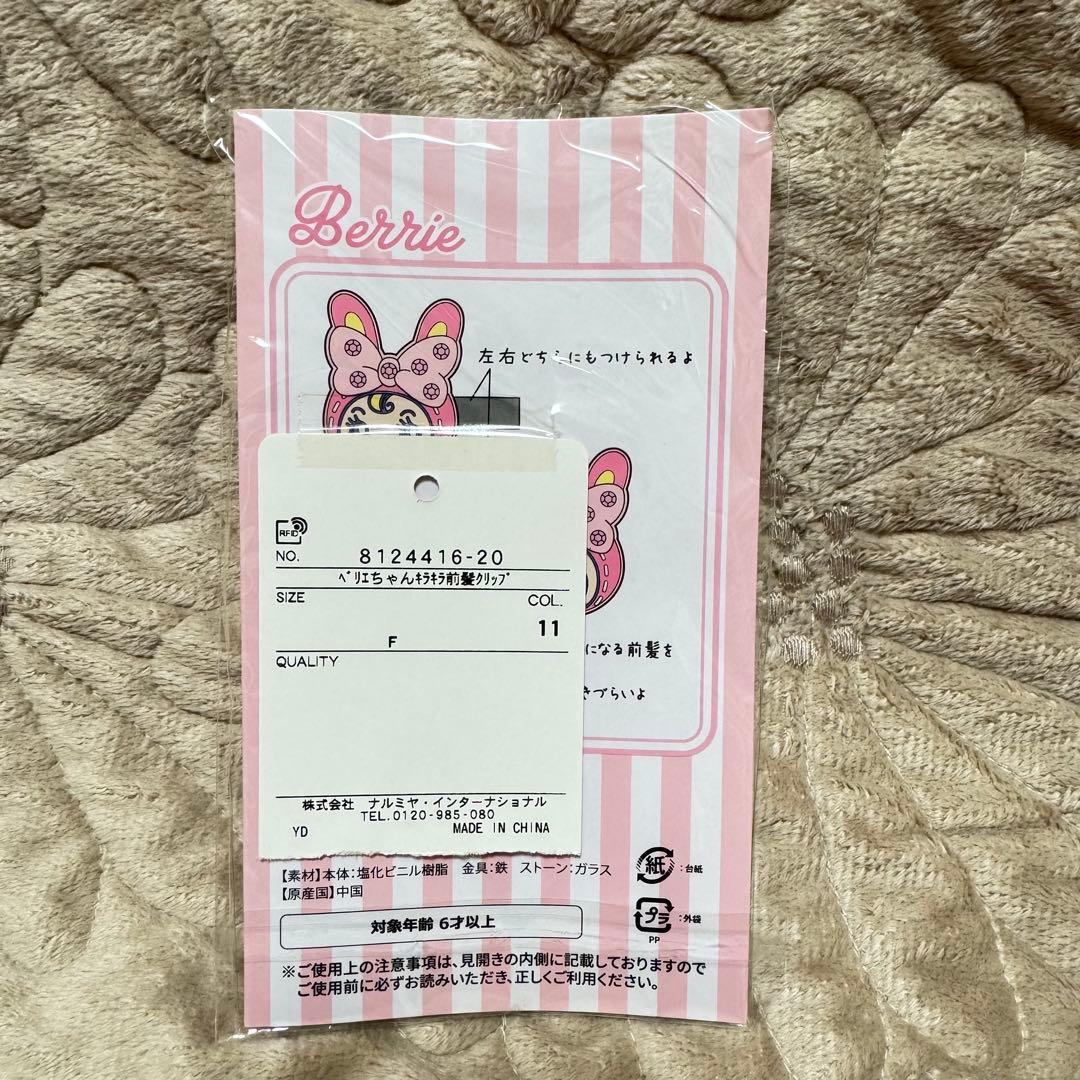 Berrie
左右どちらにもつけられるよ
RFID
NO. 8124416-20
ベリエちゃんキラキラ前髪クリップ
SIZE COL.
F 11
QUALITY
になる前髪を
きづらいよ
株式会社 ナルミヤ・インターナショナル
TEL.0120-985-080
YD MADE IN CHINA
【素材】本体:塩化ビニル樹脂 金具:鉄 ストーン:ガラス
【原産国】中国
紙 :台紙
プラ :外袋
PP
対象年齢 6才以上
※ご使用上の注意事項は、見開きの内側に記載しておりますので
ご使用前に必ずお読みいただき、正しくご利用ください。